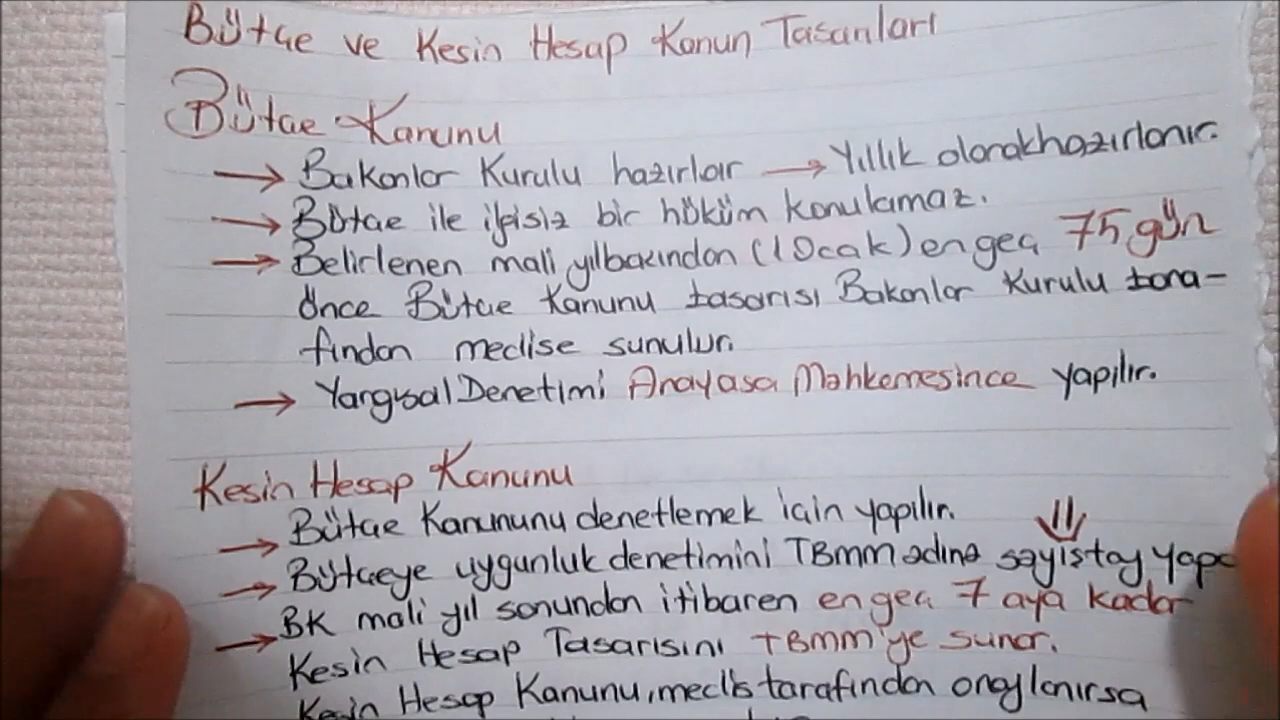 Bütçe ve Kesin Hesap Kanun Tasarıları
Bütçe Kanunu
→ Bakanlar Kurulu hazırlar → Yıllık olarak hazırlanır.
→ Bütçe ile ilgisiz bir hüküm konulamaz.
→ Belirlenen mali yılbaşından (1 Ocak) en geç 75 gün
önce Bütçe Kanunu tasarısı Bakanlar Kurulu tara-
fından meclise sunulur.
→ Yargısal Denetimi Anayasa Mahkemesince yapılır.
Kesin Hesap Kanunu
→ Bütçe Kanununu denetlemek için yapılır.
→ Bütçeye uygunluk denetimini TBMM adına sayıştay
→ BK mali yıl sonundan itibaren en geç 7 aya kadar
Kesin Hesap Tasarısını TBMM'ye sunar.
Kesin Hesap Kanunu, meclis tarafından onaylanırsa